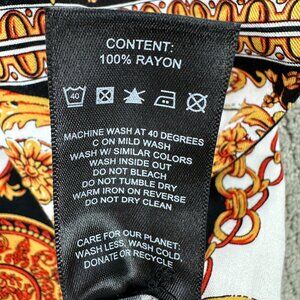 CONTENT:
100% RAYON
40
MACHINE WASH AT 40 DEGREES
C ON MILD WASH
WASH W/ SIMILAR COLORS
WASH INSIDE OUT
DO NOT BLEACH
DO NOT TUMBLE DRY
WARM IRON ON REVERSE
DO NOT DRY CLEAN
CARE FOR OUR PLANET:
WASH LESS, WASH COLD,
DONATE OR RECYCLE